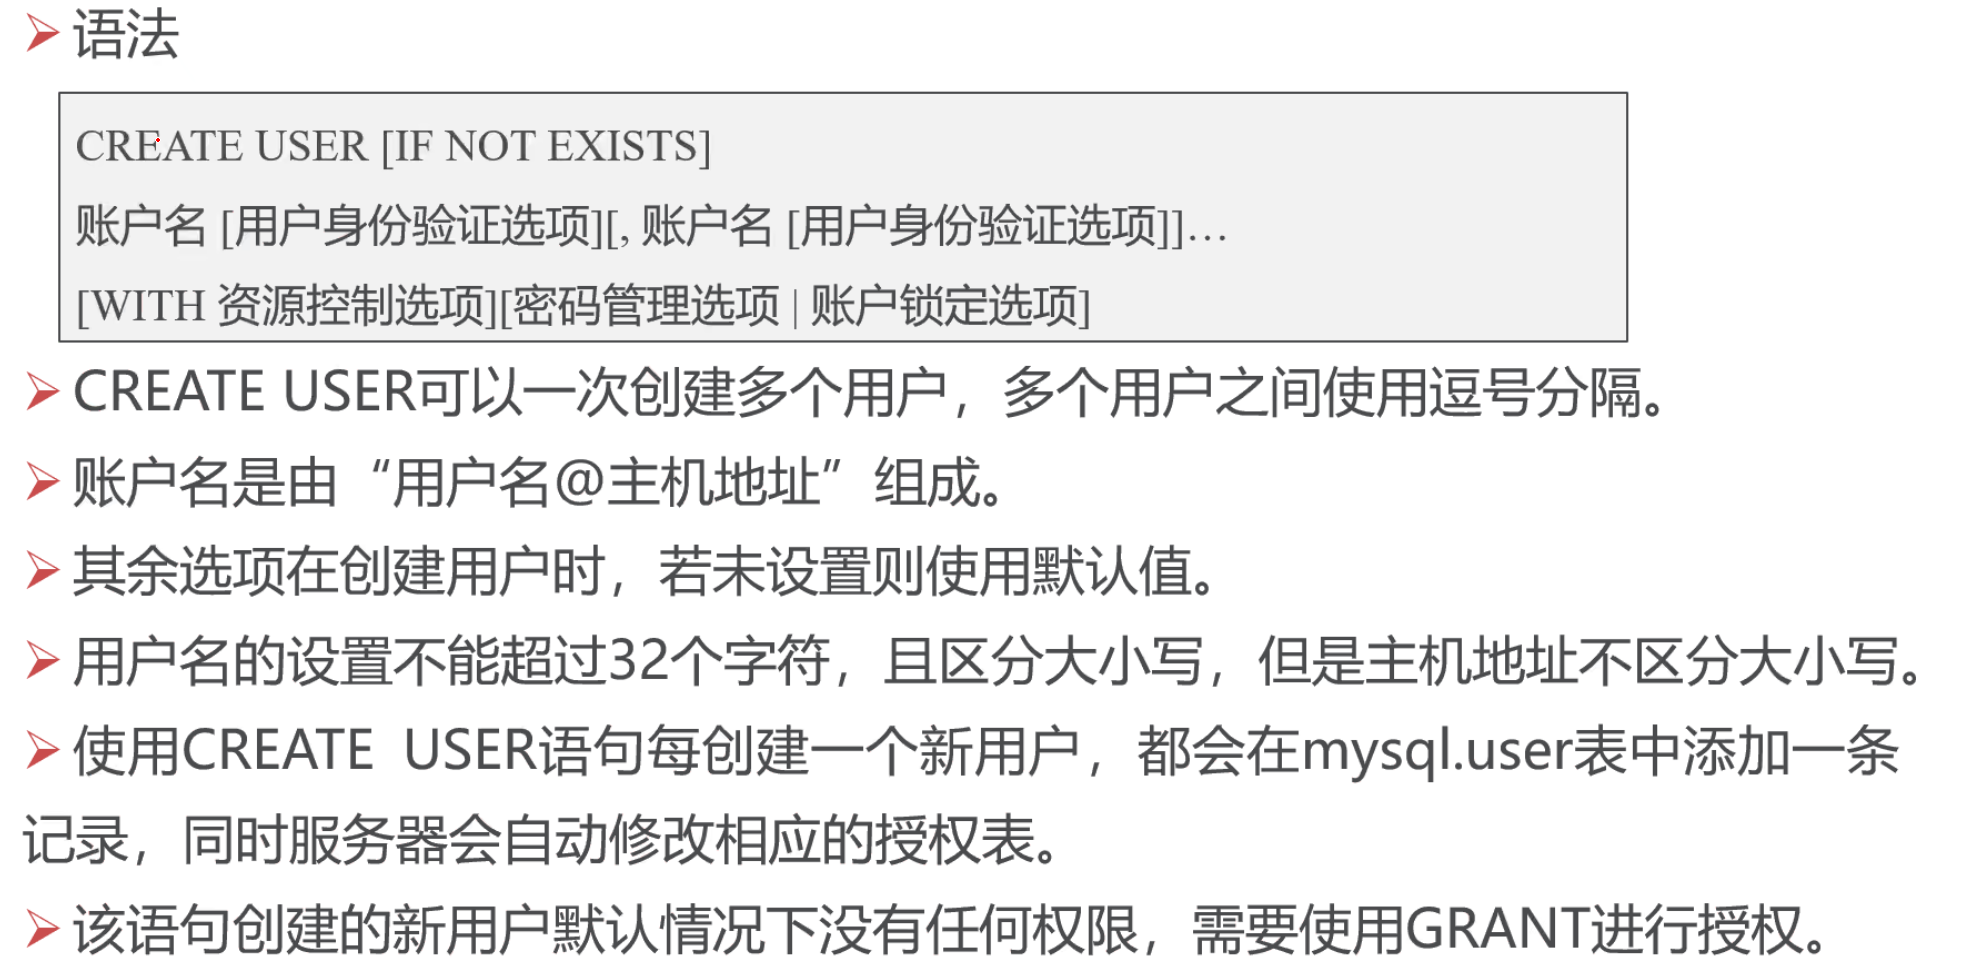 语法
CREATE USER [IF NOT EXISTS]
账户名 [用户身份验证选项][, 账户名 [用户身份验证选项]]…
[WITH 资源控制选项][密码管理选项 | 账户锁定选项]
CREATE USER可以一次创建多个用户，多个用户之间使用逗号分隔。
账户名是由“用户名@主机地址”组成。
其余选项在创建用户时，若未设置则使用默认值。
用户名的设置不能超过32个字符，且区分大小写，但是主机地址不区分大小写。
使用CREATE USER语句每创建一个新用户，都会在mysql.user表中添加一条
记录，同时服务器会自动修改相应的授权表。
该语句创建的新用户默认情况下没有任何权限，需要使用GRANT进行授权。